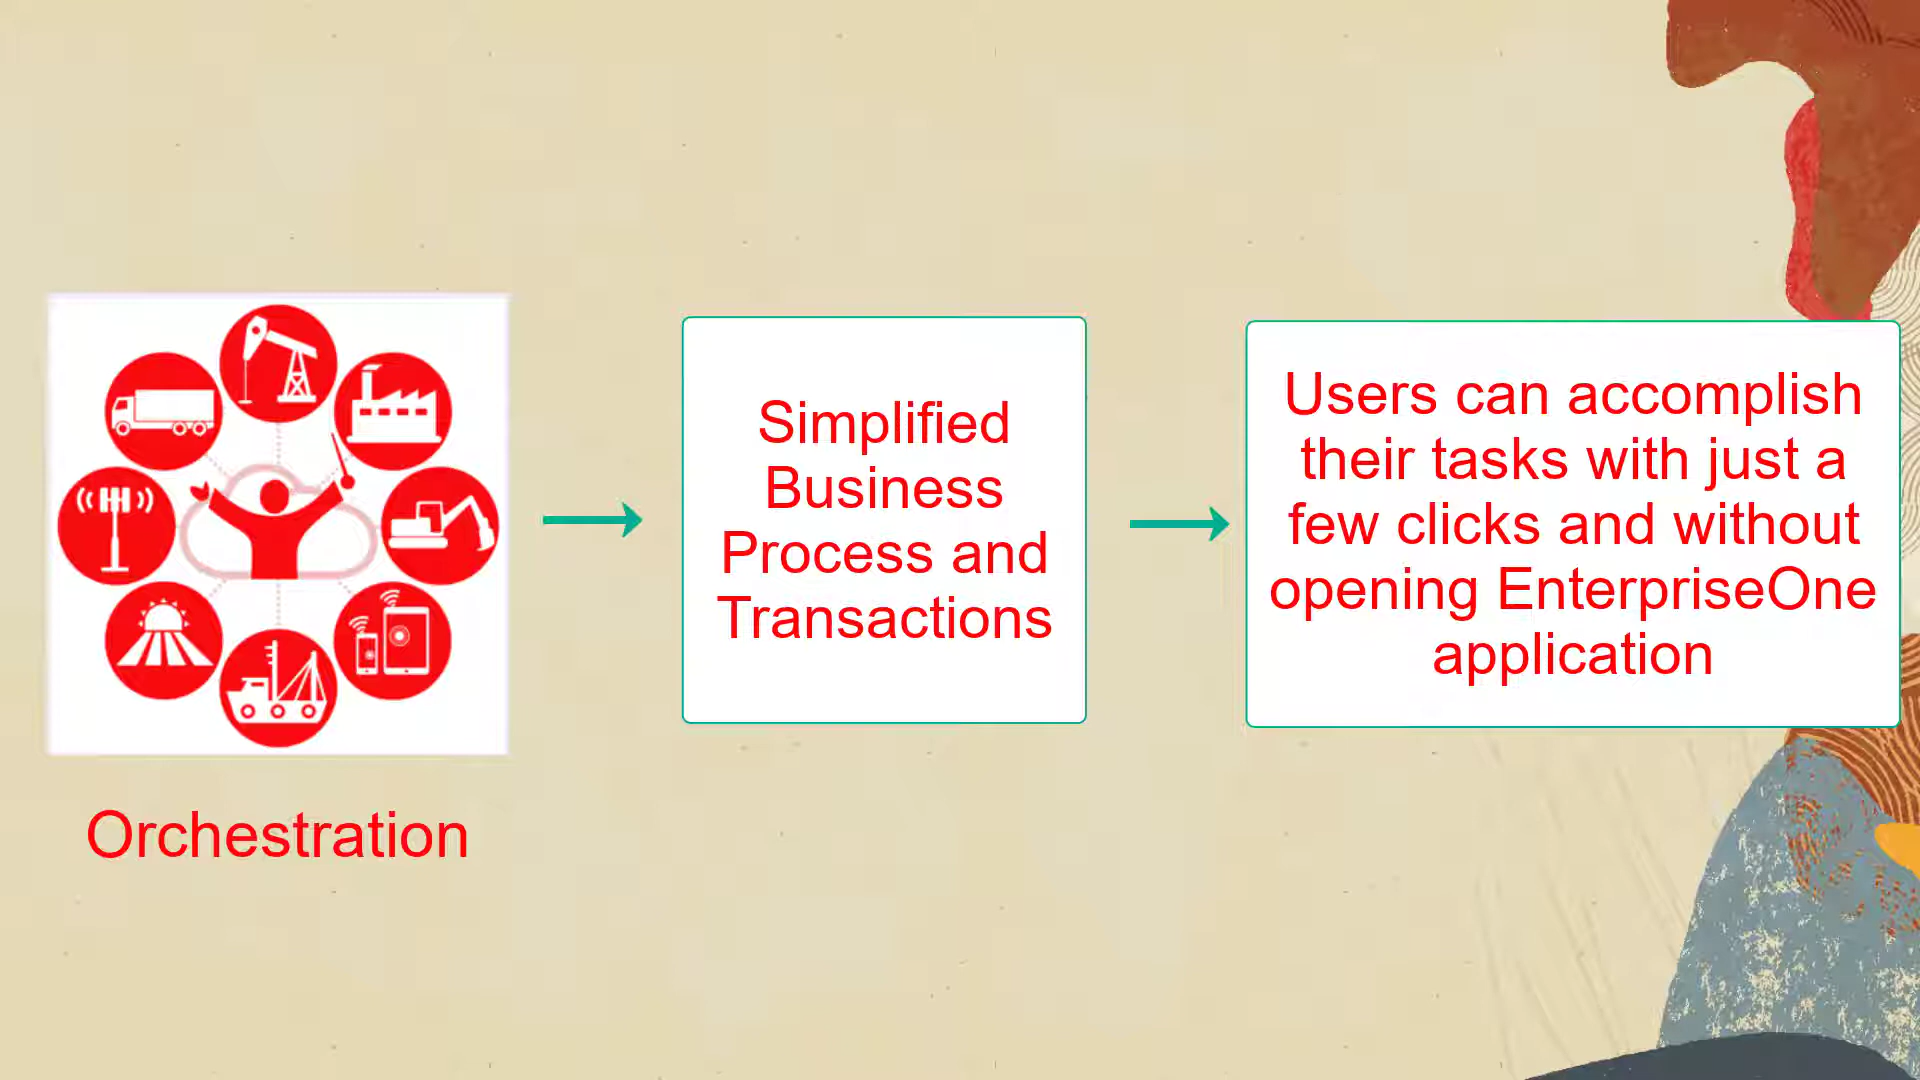 Orchestration
Simplified
Business
Process and
Transactions
Users can accomplish
their tasks with just a
few clicks and without
opening EnterpriseOne
application